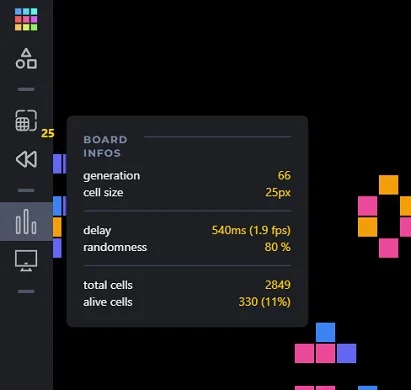 25
BOARD
INFOS
generation 66
cell size 25px
delay 540ms (1.9 fps)
randomness 80 %
total cells 2849
alive cells 330 (11%)